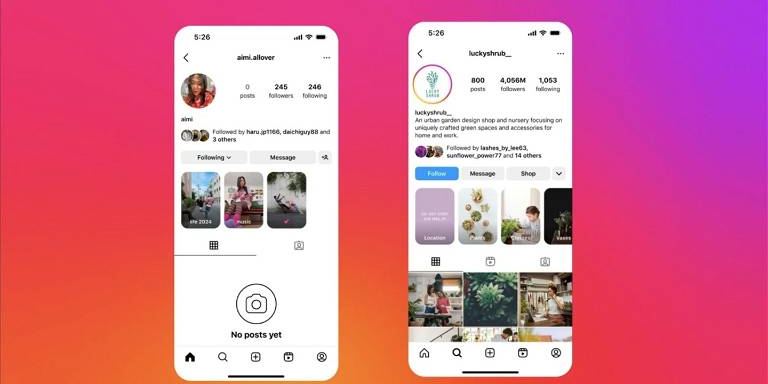 5:26
aimi.allover
0
posts
245
followers
246
following
aimi
Followed by haru.jp1166, daichiguy88 and
3 others
Following
Message
life 2024
music
No posts yet
5:26
luckyshrub_
LUCKY
SHRUB
800
posts
4,056M
followers
1,053
following
luckyshrub_
An urban garden design shop and nursery focusing on
uniquely crafted green spaces and accessories for
home and work.
Followed by lashes_by_lee63,
sunflower_power77 and 14 others
Follow
Message
Shop
Location
Plants
Classes!
Vases